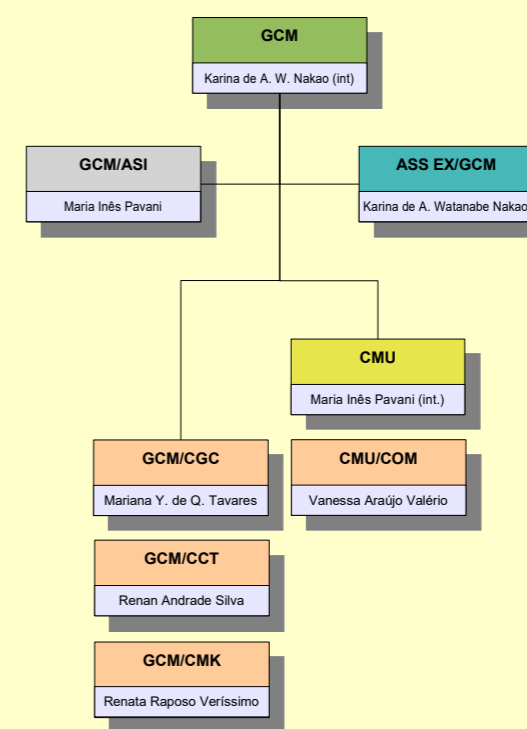 GCM
Karina de A. W. Nakao (int)
GCM/ASI
Maria Inês Pavani
ASS EX/GCM
Karina de A. Watanabe Nakao
CMU
Maria Inês Pavani (int.)
GCM/CGC
Mariana Y. de Q. Tavares
CMU/COM
Vanessa Araújo Valério
GCM/CCT
Renan Andrade Silva
GCM/CMK
Renata Raposo Veríssimo